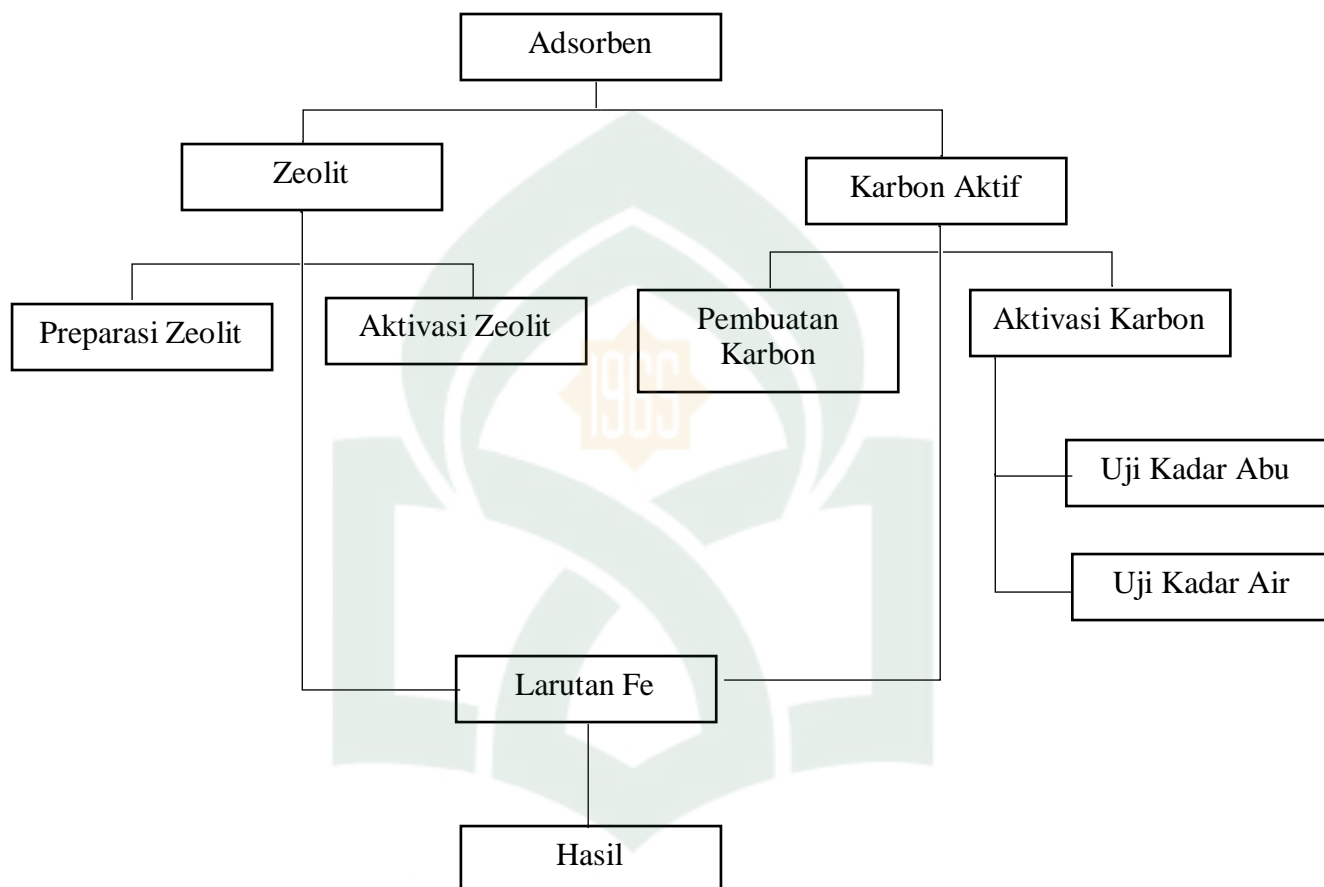 Adsorben
Zeolit
Karbon Aktif
Preparasi Zeolit
Aktivasi Zeolit
Pembuatan
Karbon
Aktivasi Karbon
1965
Uji Kadar Abu
Uji Kadar Air
Larutan Fe
Hasil